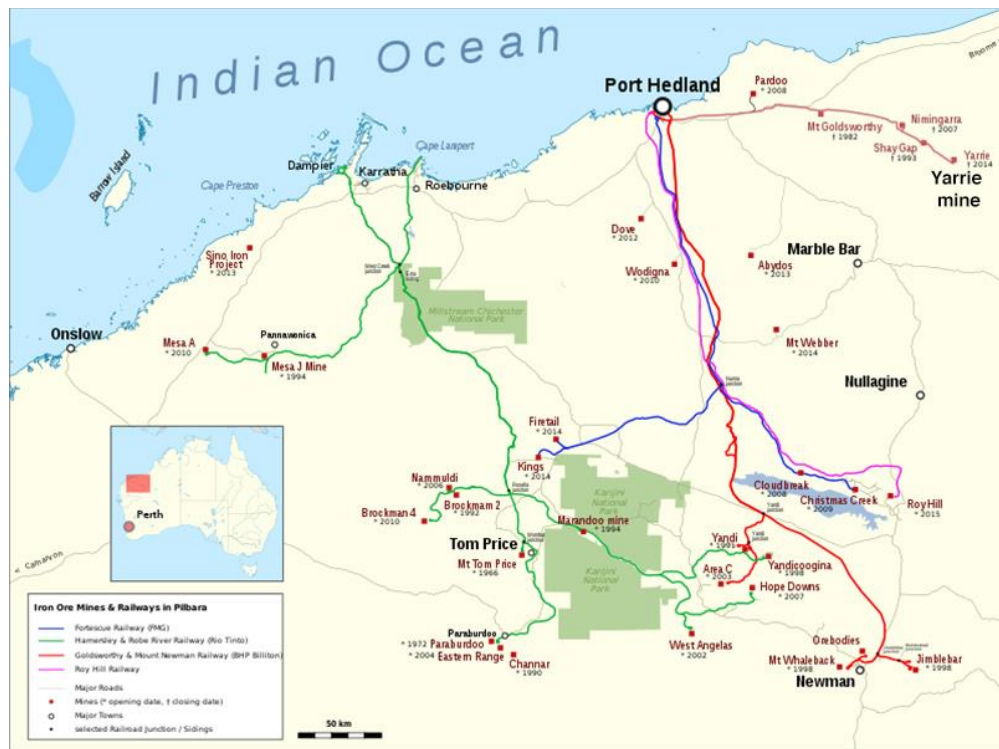 Indian Ocean
Port Hedland
Pardoo
* 2008
Broome
Mt Goldsworthy
† 1982
Nimingarra
† 2007
Shay Gap
† 1993
Yarrie
† 2014
Yarrie
mine
Barrow Island
Dampier
Cape Lampert
Karratha
Roebourne
Cape Preston
Dove
* 2012
Marble Bar
Sino Iron
Project
* 2013
Wodigna
* 2010
Abydos
* 2013
Millstream Chichester
National Park
Onslow
Pannawonica
Mesa A
* 2010
Mesa J Mine
* 1994
Mt Webber
* 2014
Nullagine
Firetail
* 2014
Kings
* 2014
Nammuldi
* 2006
Brockmam 2
* 1992
Brockman 4
* 2010
Karijini
National
Park
Cloudbreak
* 2008
Christmas Creek
* 2009
Roy Hill
* 2015
Marandoo mine
* 1994
Perth
Tom Price
Mt Tom Price
* 1966
Yandi
* 1991
Yandicoogina
* 1998
Area C
* 2003
Hope Downs
* 2007
Karijini
National
Park
Paraburdoo
* 1972 Paraburdoo
* 2004 Eastern Range
Channar
* 1990
West Angelas
* 2002
Orebodies
Mt Whaleback
* 1998
Jimblebar
* 1998
Newman
Iron Ore Mines & Railways in Pilbara
Fortescue Railway (FMG)
Hamersley & Robe River Railway (Rio Tinto)
Goldsworthy & Mount Newman Railway (BHP Billiton)
Roy Hill Railway
Major Roads
Mines (* opening date, † closing date)
Major Towns
selected Railroad Junction / Sidings
50 km